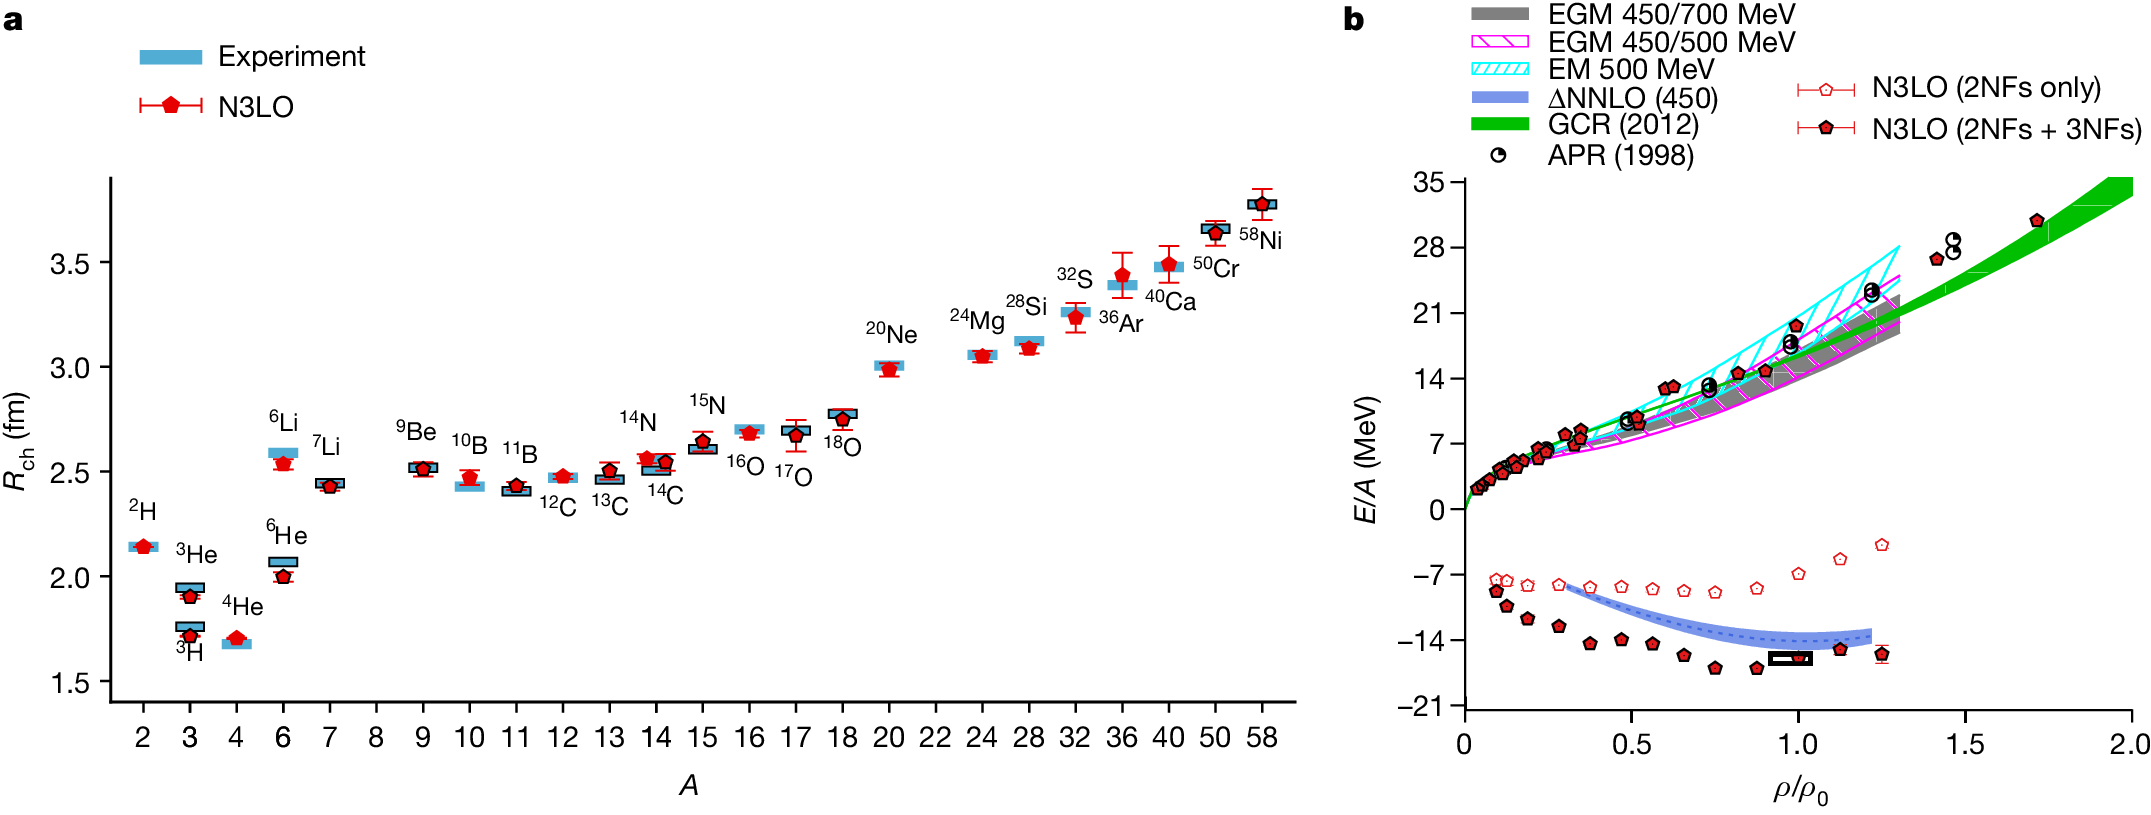 a
Experiment
N3LO
R_ch (fm)
3.5
3.0
2.5
2.0
1.5
²H
³He
³H
⁴He
⁶Li
⁶He
⁷Li
⁹Be
¹⁰B
¹¹B
¹²C
¹³C
¹⁴N
¹⁴C
¹⁵N
¹⁶O
¹⁷O
¹⁸O
²⁰Ne
²⁴Mg
²⁸Si
³²S
³⁶Ar
⁴⁰Ca
⁵⁰Cr
⁵⁸Ni
2 3 4 6 7 8 9 10 11 12 13 14 15 16 17 18 20 22 24 28 32 36 40 50 58
A
b
EGM 450/700 MeV
EGM 450/500 MeV
EM 500 MeV
ΔNNLO (450)
GCR (2012)
APR (1998)
N3LO (2NFs only)
N3LO (2NFs + 3NFs)
E/A (MeV)
35
28
21
14
7
0
−7
−14
−21
0 0.5 1.0 1.5 2.0
ρ/ρ₀